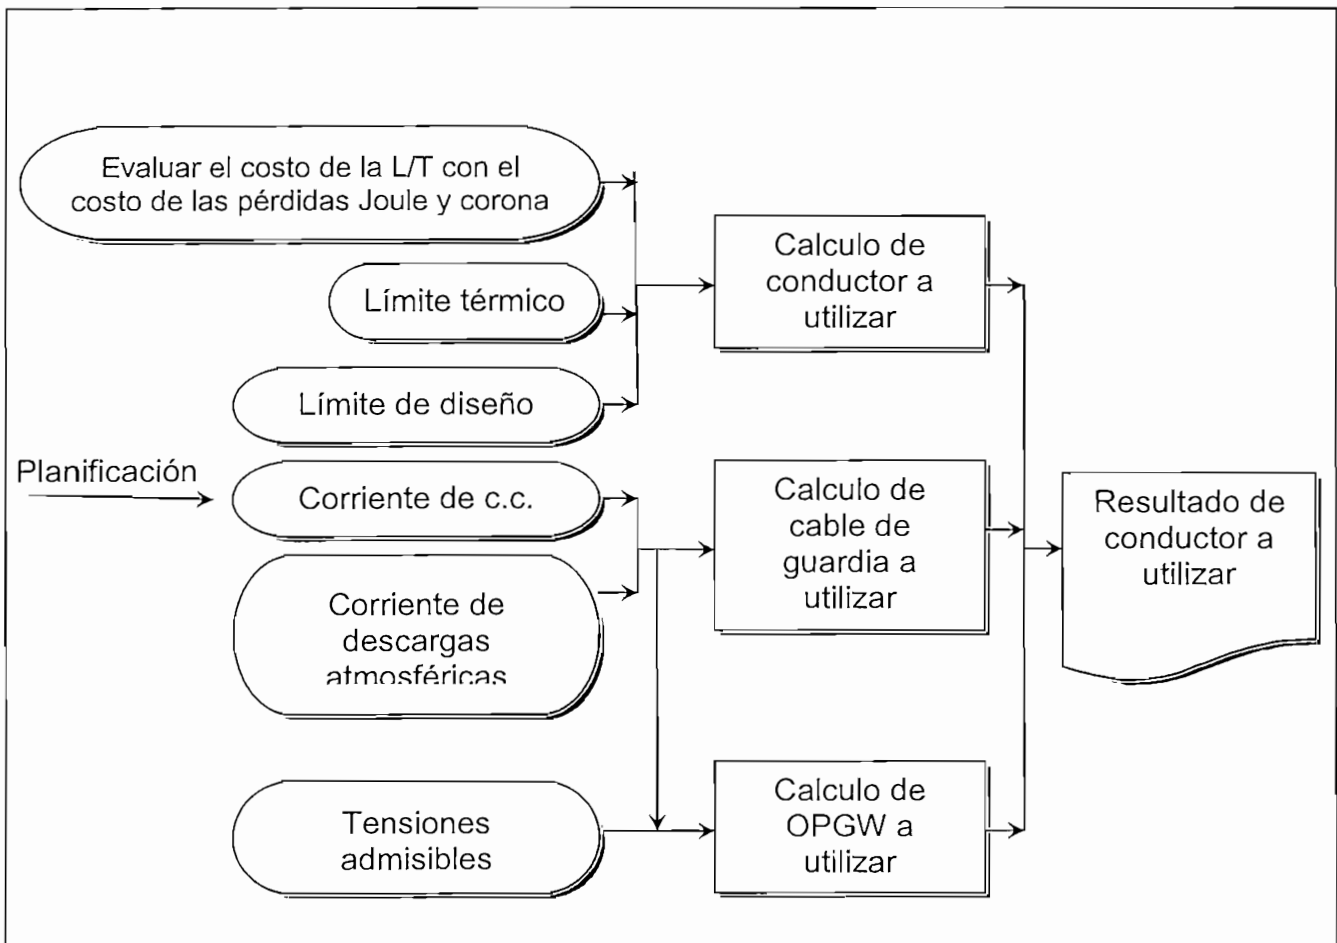 Evaluar el costo de la L/T con el
costo de las pérdidas Joule y corona
Límite térmico
Límite de diseño
Planificación
Corriente de c.c.
Corriente de
descargas
atmosféricas
Tensiones
admisibles
Calculo de
conductor a
utilizar
Calculo de
cable de
guardia a
utilizar
Calculo de
OPGW a
utilizar
Resultado de
conductor a
utilizar